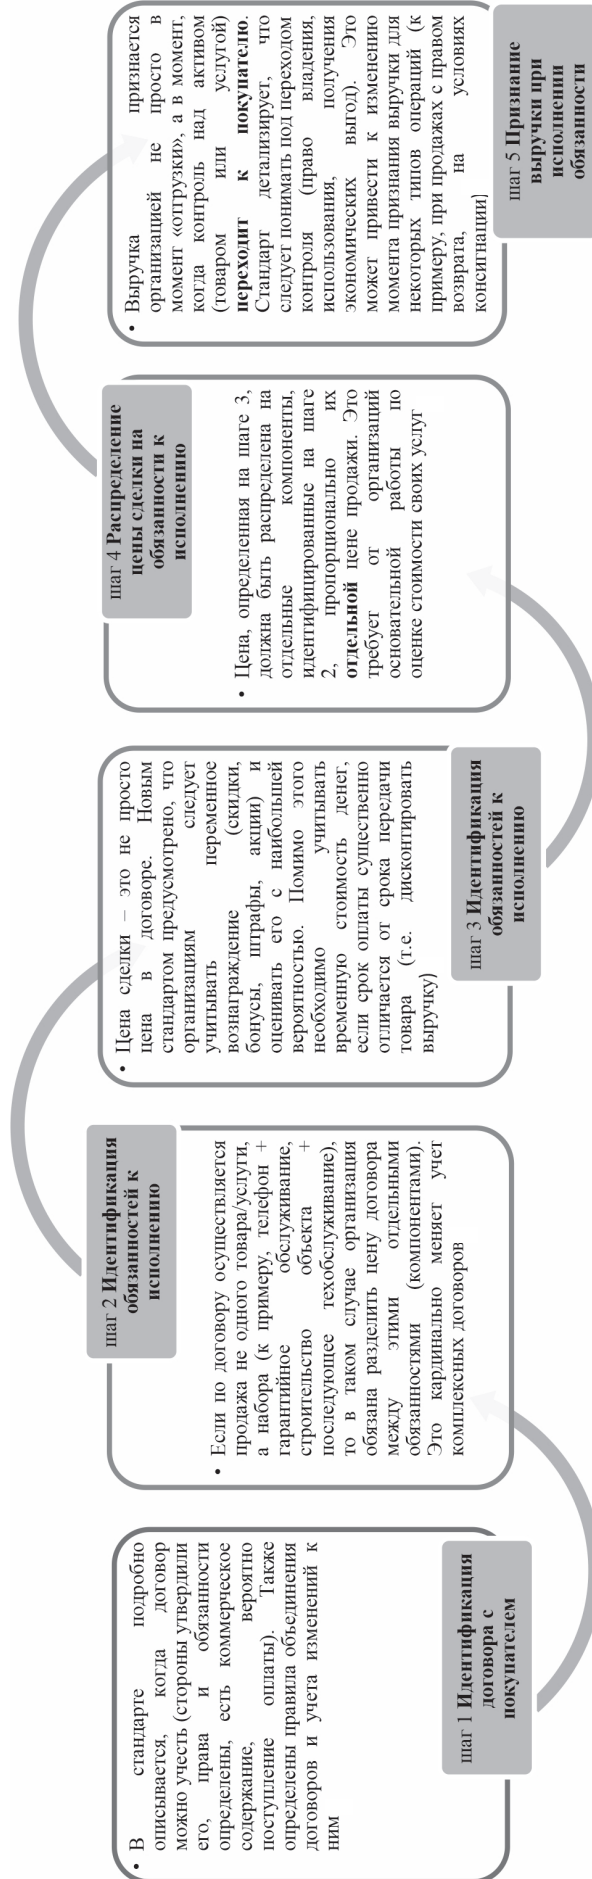 • В стандарте подробно
описывается, когда договор
можно учесть (стороны утвердили
его, права и обязанности
определены, есть коммерческое
содержание, вероятно
поступление оплаты). Также
определены правила объединения
договоров и учета изменений к
ним
шаг 1 Идентификация
договора с
покупателем
шаг 2 Идентификация
обязанностей к
исполнению
• Если по договору осуществляется
продажа не одного товара/услуги,
а набора (к примеру, телефон +
гарантийное обслуживание,
строительство объекта +
последующее техобслуживание),
то в таком случае организация
обязана разделить цену договора
между этими отдельными
обязанностями (компонентами).
Это кардинально меняет учет
комплексных договоров
• Цена сделки – это не просто
цена в договоре. Новым
стандартом предусмотрено, что
организациям следует
учитывать переменное
вознаграждение (скидки,
бонусы, штрафы, акции) и
оценивать его с наибольшей
вероятностью. Помимо этого
необходимо учитывать
временную стоимость денег,
если срок оплаты существенно
отличается от срока передачи
товара (т.е. дисконтировать
выручку)
шаг 3 Идентификация
обязанностей к
исполнению
шаг 4 Распределение
цены сделки на
обязанности к
исполнению
• Цена, определенная на шаге 3,
должна быть распределена на
отдельные компоненты,
идентифицированные на шаге
2, пропорционально их
отдельной цене продажи. Это
требует от организаций
основательной работы по
оценке стоимости своих услуг
• Выручка признается
организацией не просто в
момент «отгрузки», а в момент,
когда контроль над активом
(товаром или услугой)
переходит к покупателю.
Стандарт детализирует, что
следует понимать под переходом
контроля (право владения,
использования, получения
экономических выгод). Это
может привести к изменению
момента признания выручки для
некоторых типов операций (к
примеру, при продажах с правом
возврата, на условиях
консигнации)
шаг 5 Признание
выручки при
исполнении
обязанности